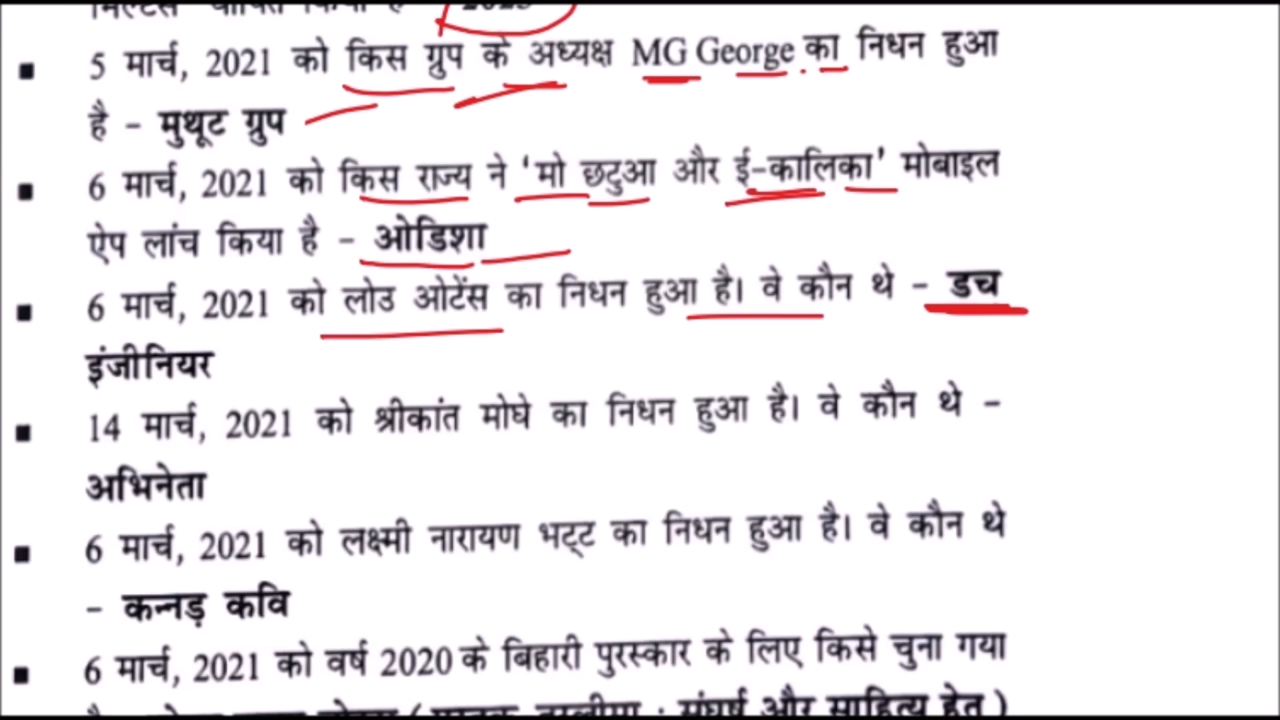 5 मार्च, 2021 को किस ग्रुप के अध्यक्ष MG George का निधन हुआ
है - मुथूट ग्रुप
6 मार्च, 2021 को किस राज्य ने 'मो छटुआ और ई-कालिका' मोबाइल
ऐप लांच किया है - ओडिशा
6 मार्च, 2021 को लोउ ओटेंस का निधन हुआ है। वे कौन थे - डच
इंजीनियर
14 मार्च, 2021 को श्रीकांत मोघे का निधन हुआ है। वे कौन थे -
अभिनेता
6 मार्च, 2021 को लक्ष्मी नारायण भट्ट का निधन हुआ है। वे कौन थे
- कन्नड़ कवि
6 मार्च, 2021 को वर्ष 2020 के बिहारी पुरस्कार के लिए किसे चुना गया
संघर्ष और साहित्य हेतु)